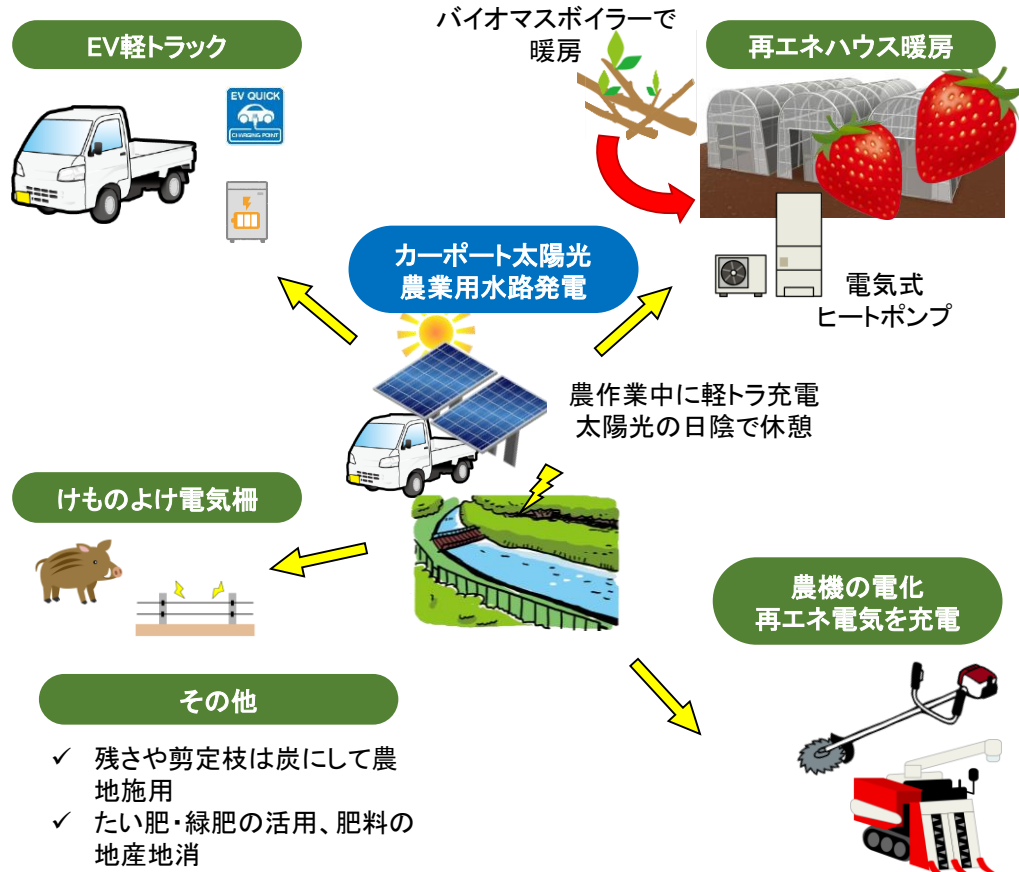 EV軽トラック
EV QUICK
CHARGING POINT
バイオマスボイラーで
暖房
再エネハウス暖房
カーポート太陽光
農業用水路発電
電気式
ヒートポンプ
農作業中に軽トラ充電
太陽光の日陰で休憩
けものよけ電気柵
農機の電化
再エネ電気を充電
その他
✓ 残さや剪定枝は炭にして農
地施用
✓ たい肥・緑肥の活用、肥料の
地産地消